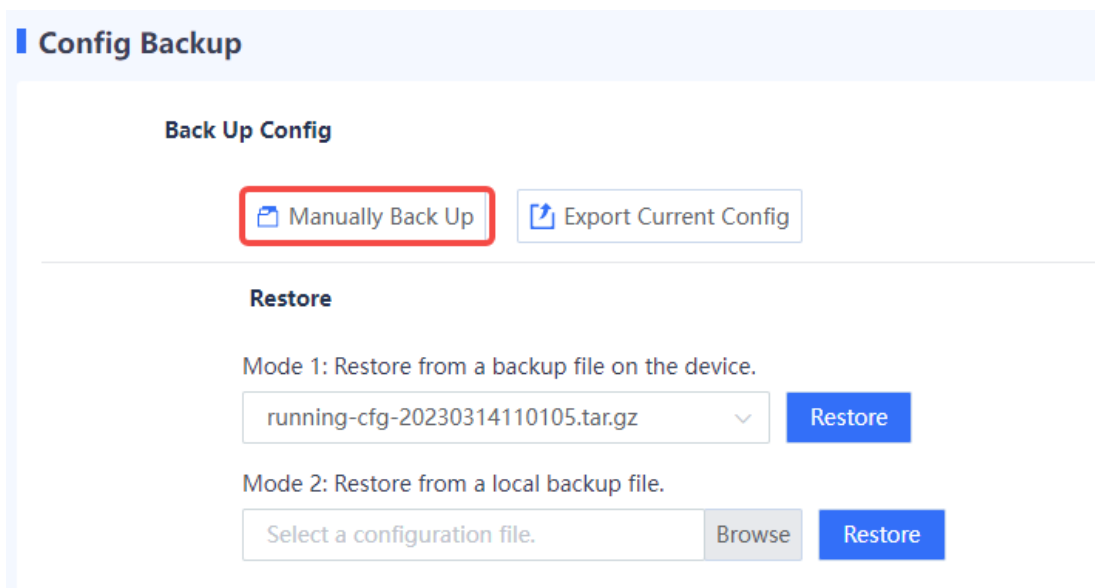 Config Backup
Back Up Config
Manually Back Up Export Current Config
Restore
Mode 1: Restore from a backup file on the device.
running-cfg-20230314110105.tar.gz Restore
Mode 2: Restore from a local backup file.
Select a configuration file. Browse Restore